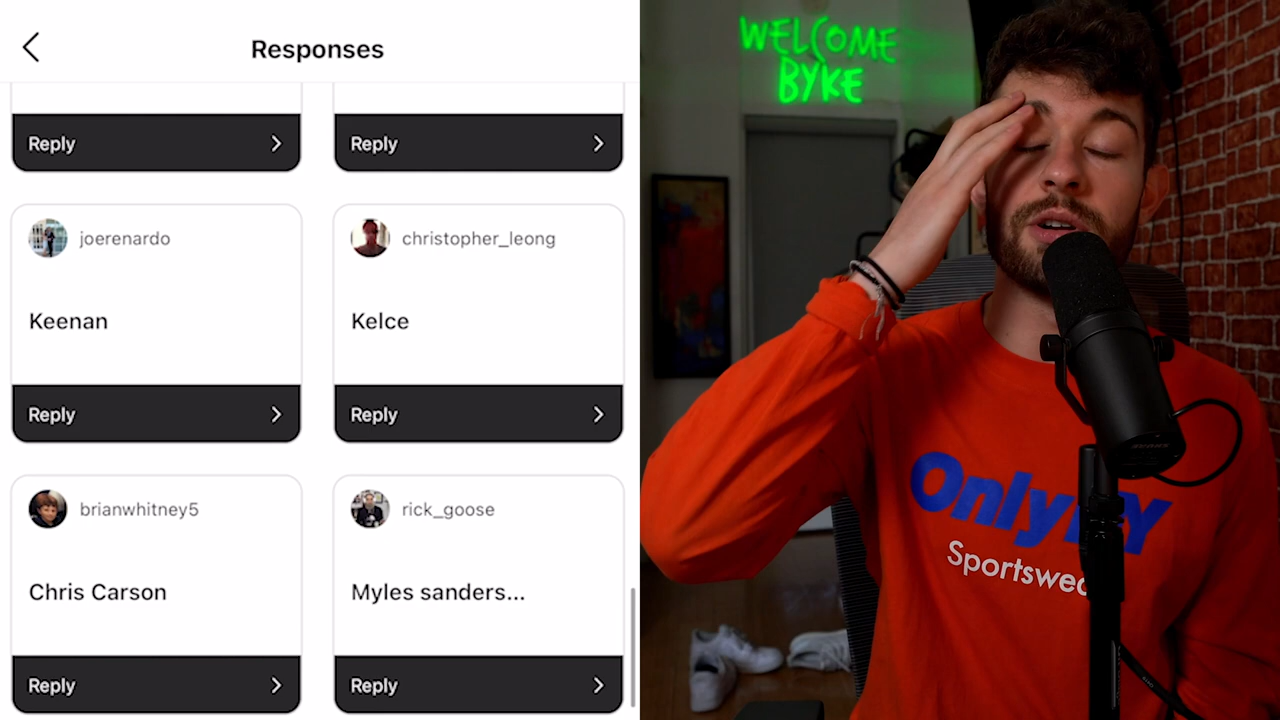 Responses
Reply
Reply
joerenardo
christopher_leong
Keenan
Kelce
Reply
Reply
brianwhitney5
rick_goose
Chris Carson
Myles sanders...
Reply
Reply
WELCOME
BYKE